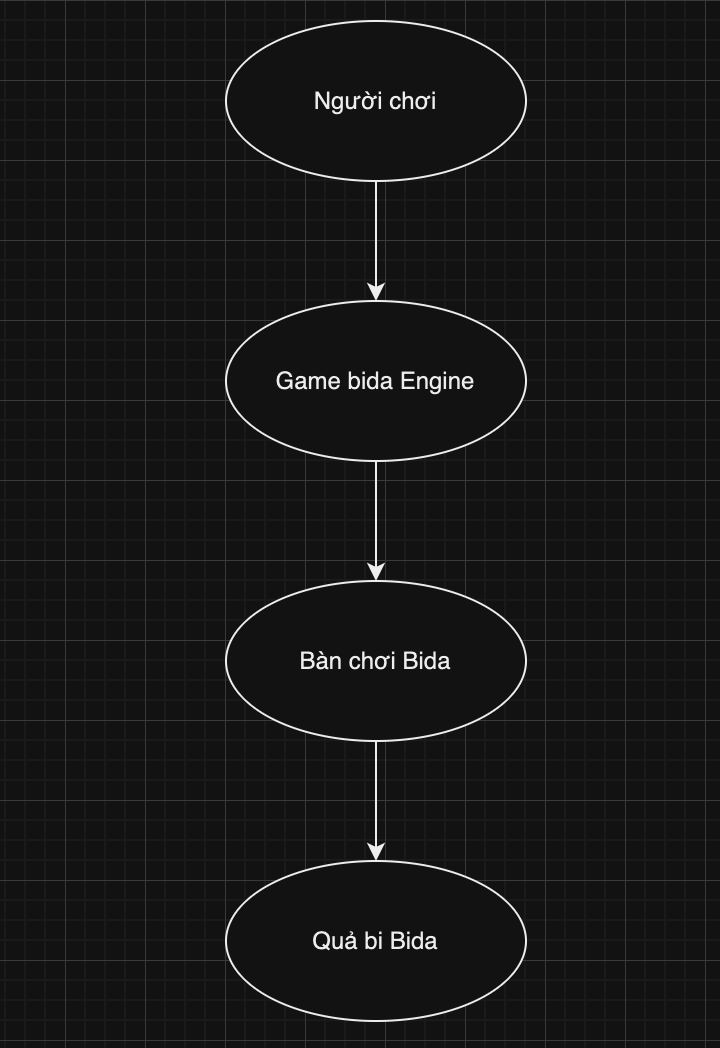 Người chơi
Game bida Engine
Bàn chơi Bida
Quả bi Bida